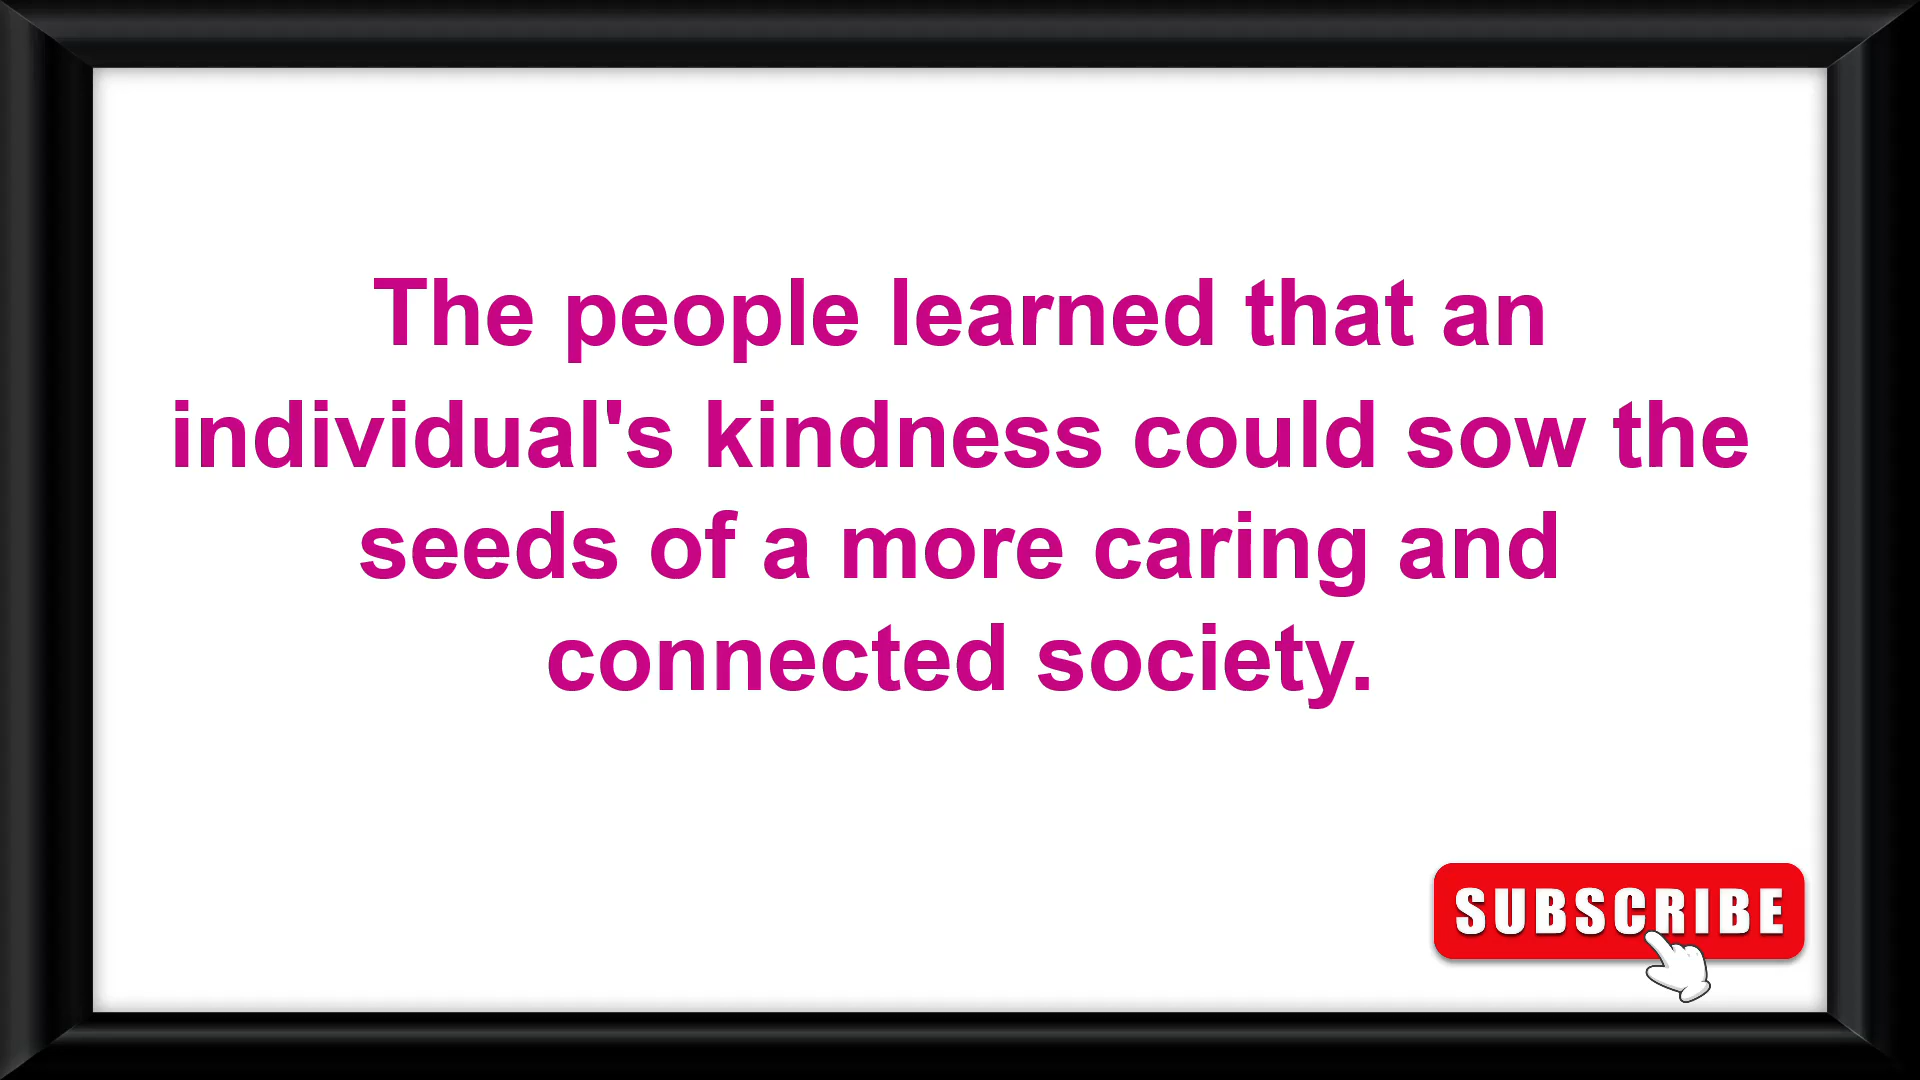 The people learned that an
individual's kindness could sow the
seeds of a more caring and
connected society.
SUBSCRIBE